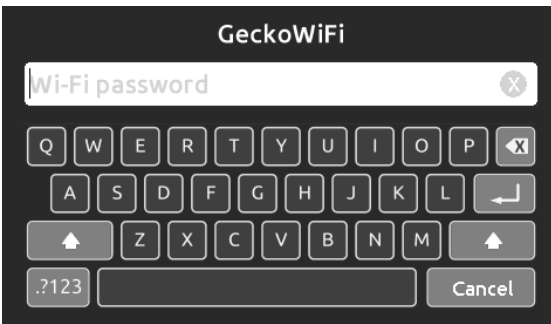 GeckoWiFi
Wi-Fi password
Q W E R T Y U I O P
A S D F G H J K L
Z X C V B N M
.?123 Cancel